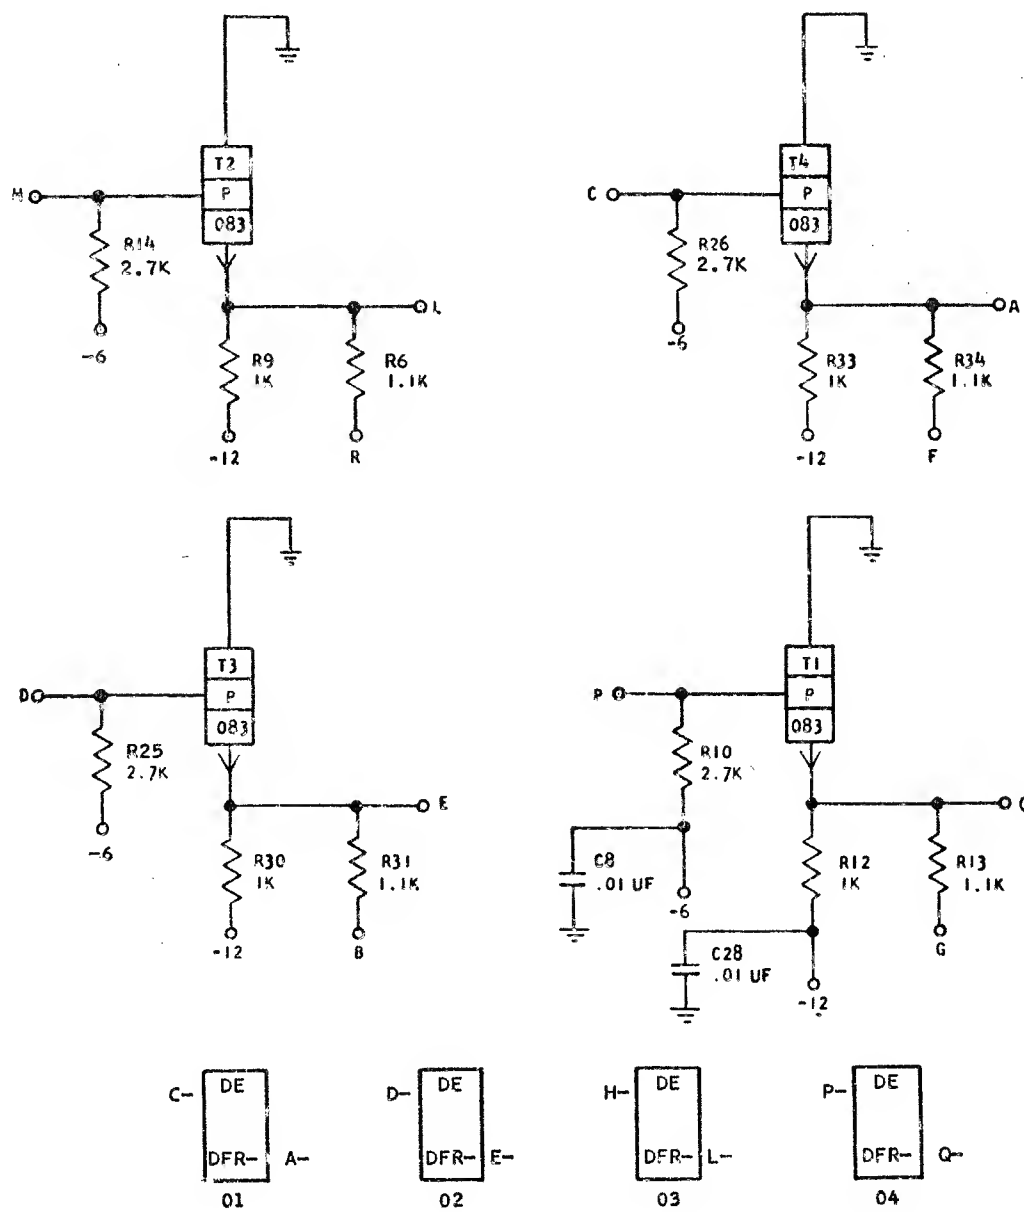 T2
P
083
M
R14
2.7K
-6
L
R9
1K
-12
R6
1.1K
R
T4
P
083
C
R26
2.7K
-6
A
R33
1K
-12
R34
1.1K
F
T3
P
083
D
R25
2.7K
-6
E
R30
1K
-12
R31
1.1K
B
T1
P
083
P
R10
2.7K
C8
.01 UF
-6
R12
1K
R13
1.1K
G
C28
.01 UF
-12
C- DE
DFR- A-
01
D- DE
DFR- E-
02
H- DE
DFR- L-
03
P- DE
DFR- Q-
04